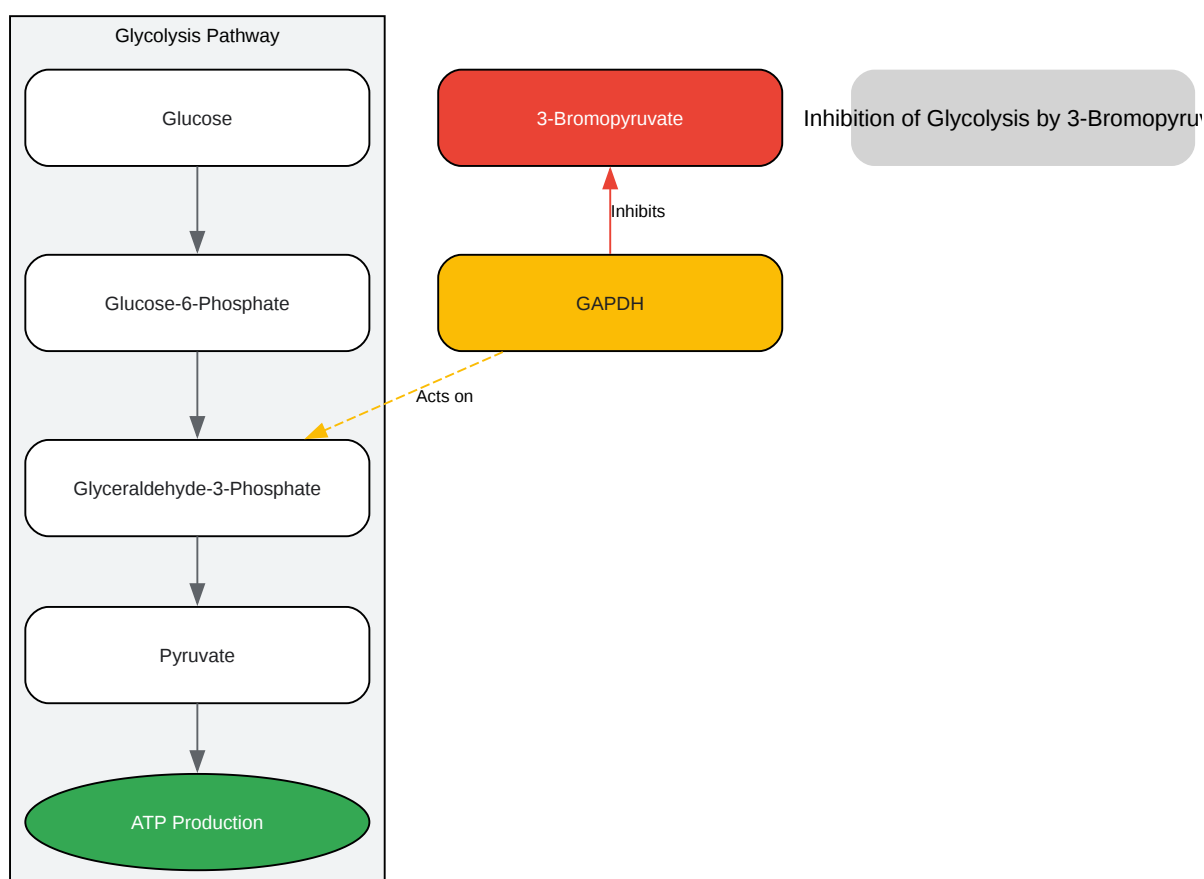 Glycolysis Pathway
Glucose
3-Bromopyruvate
Inhibition of Glycolysis by 3-Bromopyru
Inhibits
Glucose-6-Phosphate
GAPDH
Acts on
Glyceraldehyde-3-Phosphate
Pyruvate
ATP Production